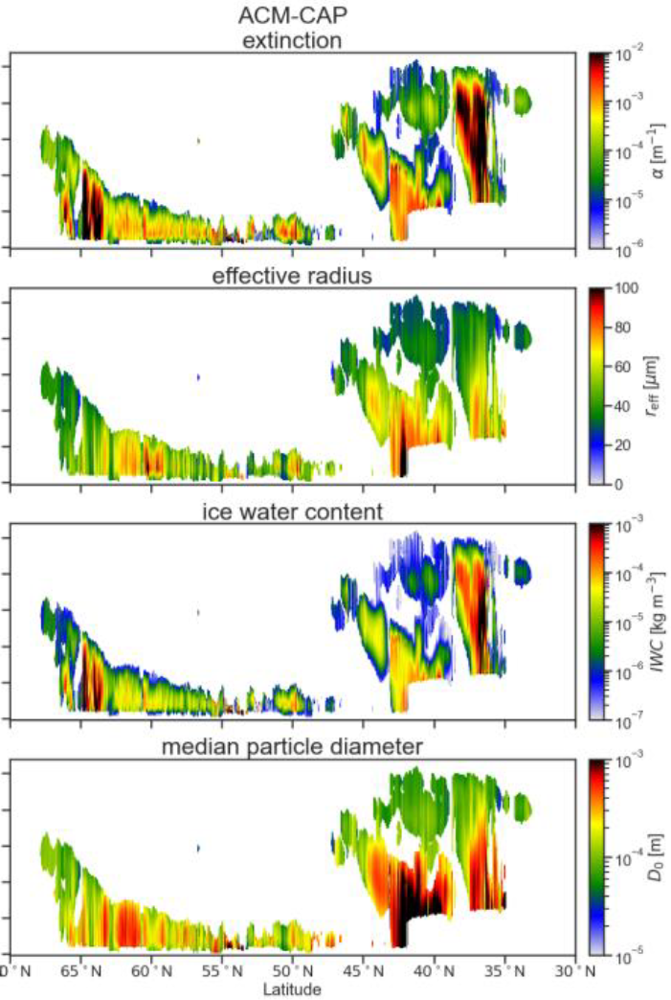 ACM-CAP
extinction
10⁻²
10⁻³
10⁻⁴
10⁻⁵
10⁻⁶
α [m⁻¹]
effective radius
100
80
60
40
20
0
r_eff [μm]
ice water content
10⁻³
10⁻⁴
10⁻⁵
10⁻⁶
10⁻⁷
IWC [kg m⁻³]
median particle diameter
10⁻³
10⁻⁴
10⁻⁵
D₀ [m]
0°N 65°N 60°N 55°N 50°N 45°N 40°N 35°N 30°N
Latitude